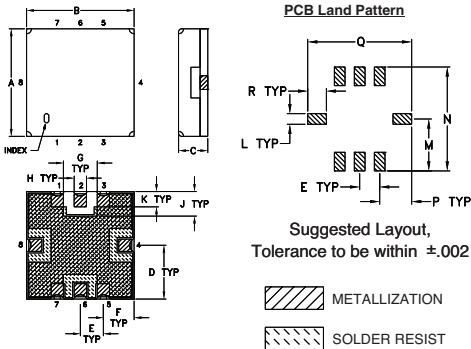 PCB Land Pattern
B
7 6 5
A
8
4
INDEX
1 2 3
C
Q
R TYP
L TYP
N
M
E TYP
P TYP
G TYP
H TYP
1 2 3
K TYP
J TYP
8
4
D TYP
7 6 5
F TYP
E TYP
Suggested Layout,
Tolerance to be within ±.002
METALLIZATION
SOLDER RESIST